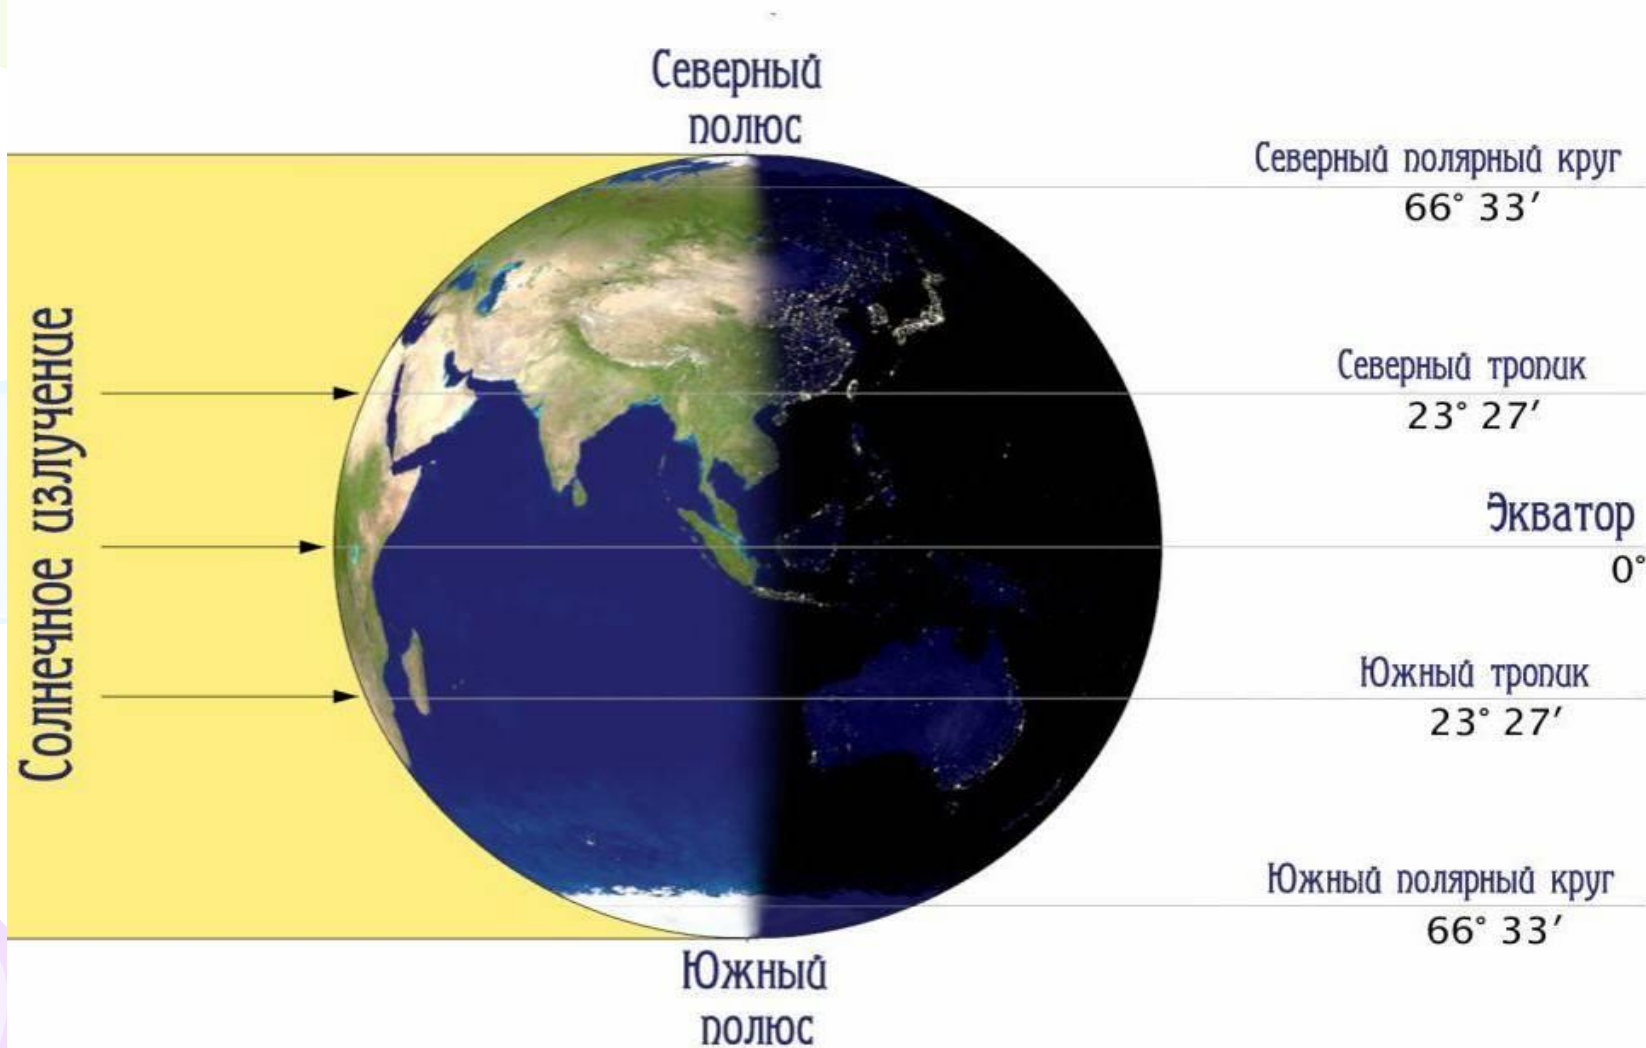 Северный
полюс
Северный полярный круг
66° 33′
Северный тропик
23° 27′
Солнечное излучение
Экватор
0°
Южный тропик
23° 27′
Южный полярный круг
66° 33′
Южный
полюс